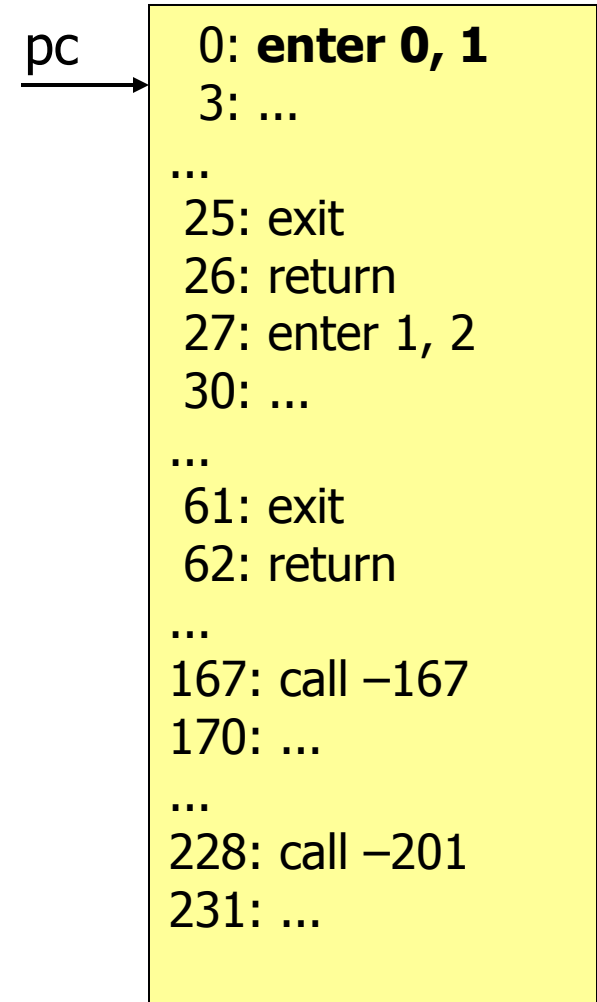 pc
0: enter 0, 1
3: ...
...
25: exit
26: return
27: enter 1, 2
30: ...
...
61: exit
62: return
...
167: call –167
170: ...
...
228: call –201
231: ...